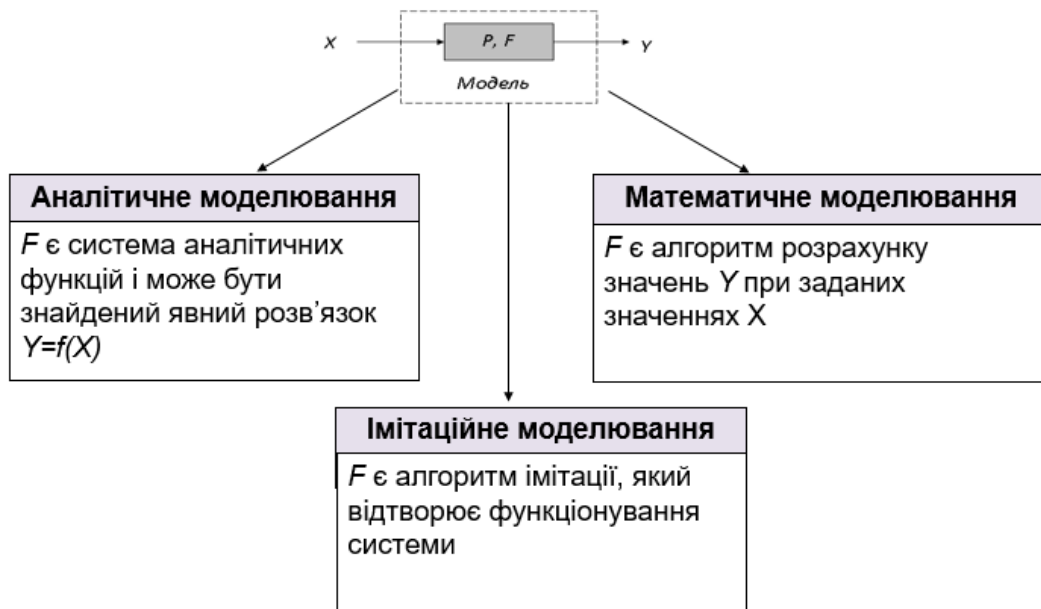 X
P, F
Y
Модель
Аналітичне моделювання
F є система аналітичних
функцій і може бути
знайдений явний розв’язок
Y=f(X)
Математичне моделювання
F є алгоритм розрахунку
значень Y при заданих
значеннях X
Імітаційне моделювання
F є алгоритм імітації, який
відтворює функціонування
системи